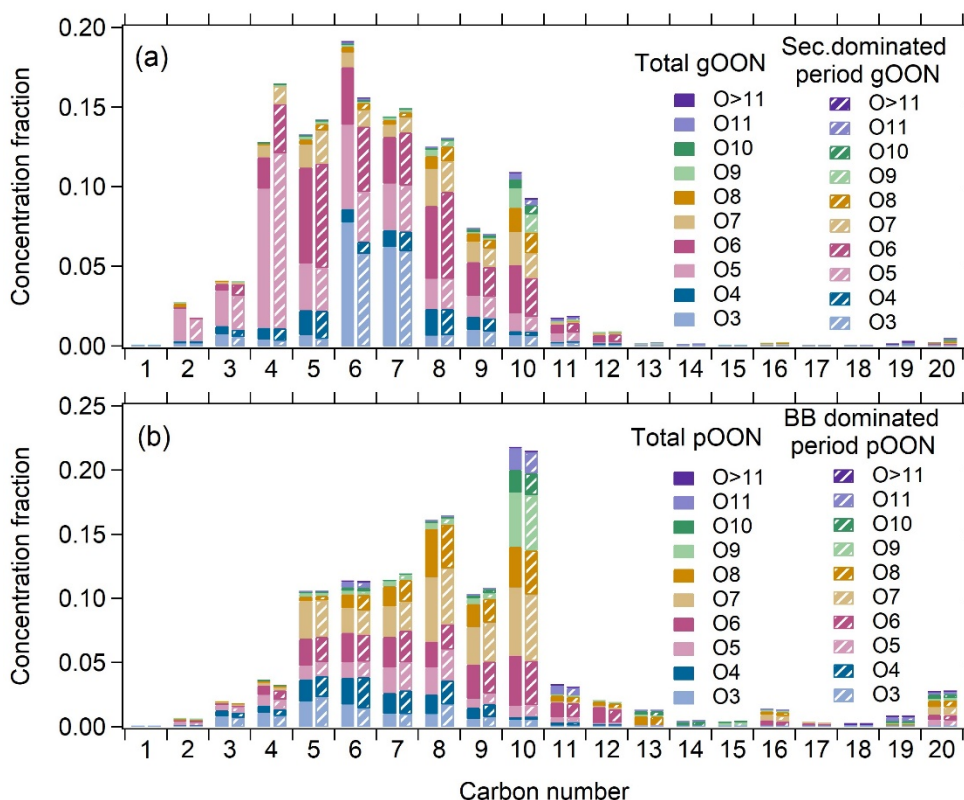 (a)
Total gOON
O>11
O11
O10
O9
O8
O7
O6
O5
O4
O3
Sec.dominated
period gOON
O>11
O11
O10
O9
O8
O7
O6
O5
O4
O3
Concentration fraction
0.20
0.15
0.10
0.05
0.00
1 2 3 4 5 6 7 8 9 10 11 12 13 14 15 16 17 18 19 20
(b)
Total pOON
O>11
O11
O10
O9
O8
O7
O6
O5
O4
O3
BB dominated
period pOON
O>11
O11
O10
O9
O8
O7
O6
O5
O4
O3
Concentration fraction
0.25
0.20
0.15
0.10
0.05
0.00
1 2 3 4 5 6 7 8 9 10 11 12 13 14 15 16 17 18 19 20
Carbon number